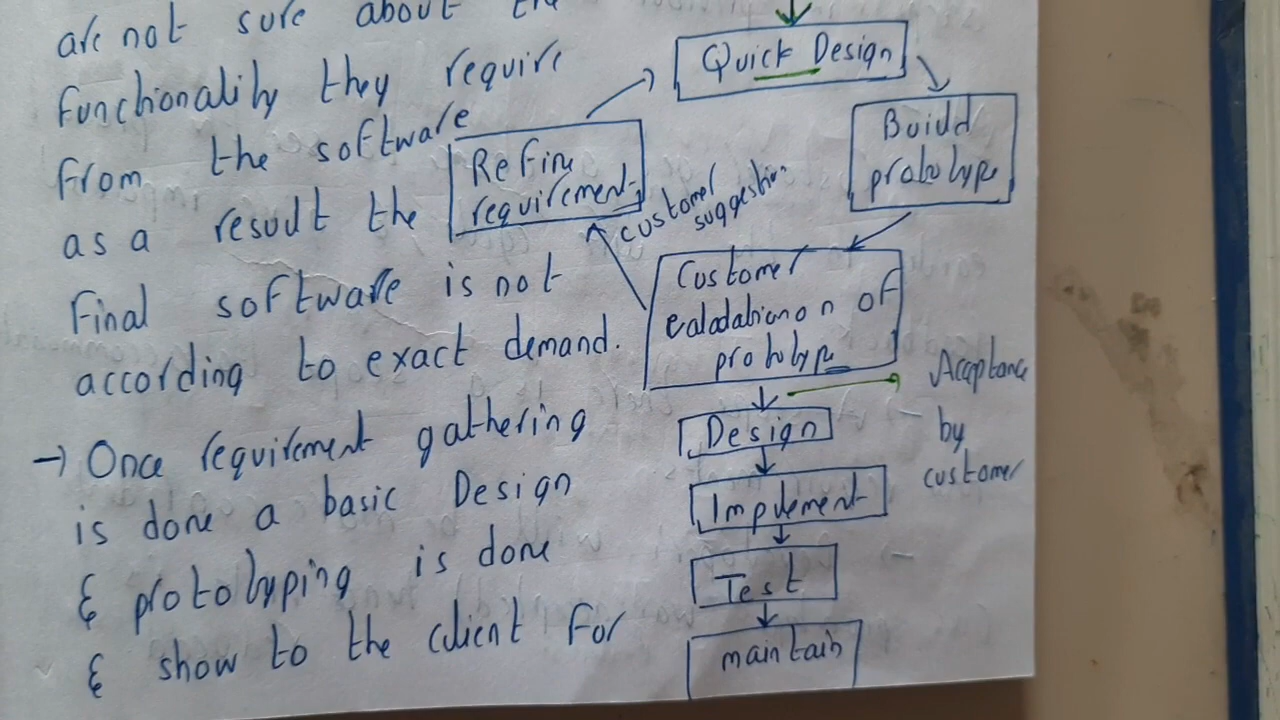 are not sure about the
functionality they require
from the software
as a result the
final software is not
according to exact demand.
→ Once requirement gathering
is done a basic Design
& prototyping is done
& show to the client for
Quick Design
Build
prototype
Refine
requirement
customer
suggestion
Customer
of
prototype
Acceptance
by
customer
Design
Implement
Test
maintain